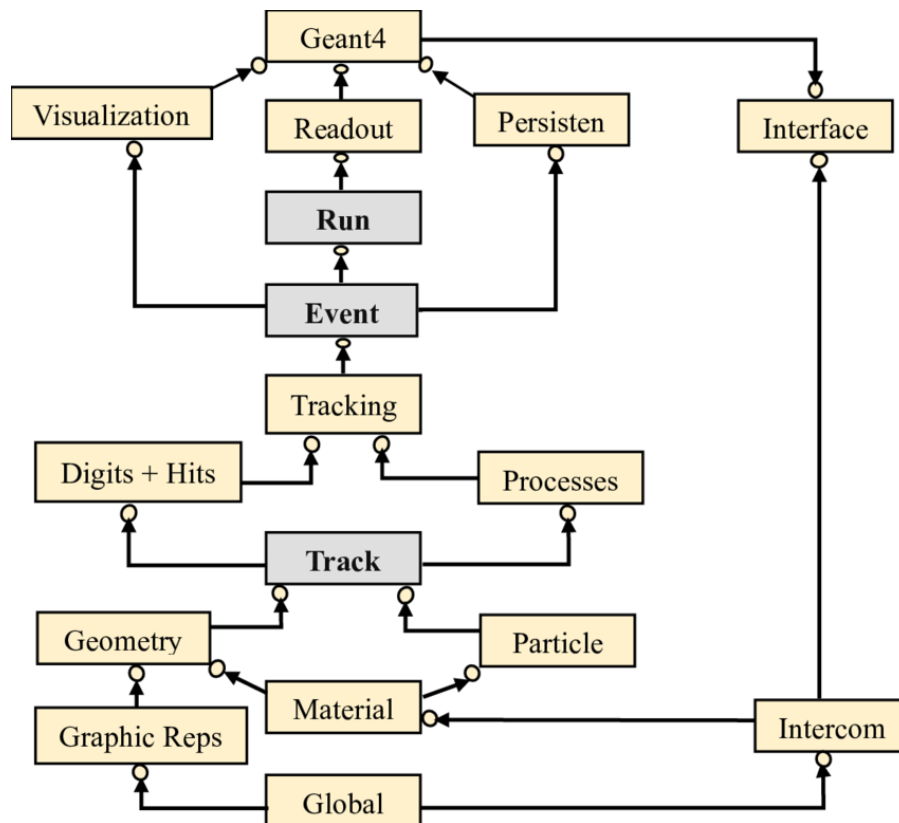 Geant4
Visualization
Readout
Persisten
Interface
Run
Event
Tracking
Digits + Hits
Processes
Track
Geometry
Particle
Material
Graphic Reps
Intercom
Global